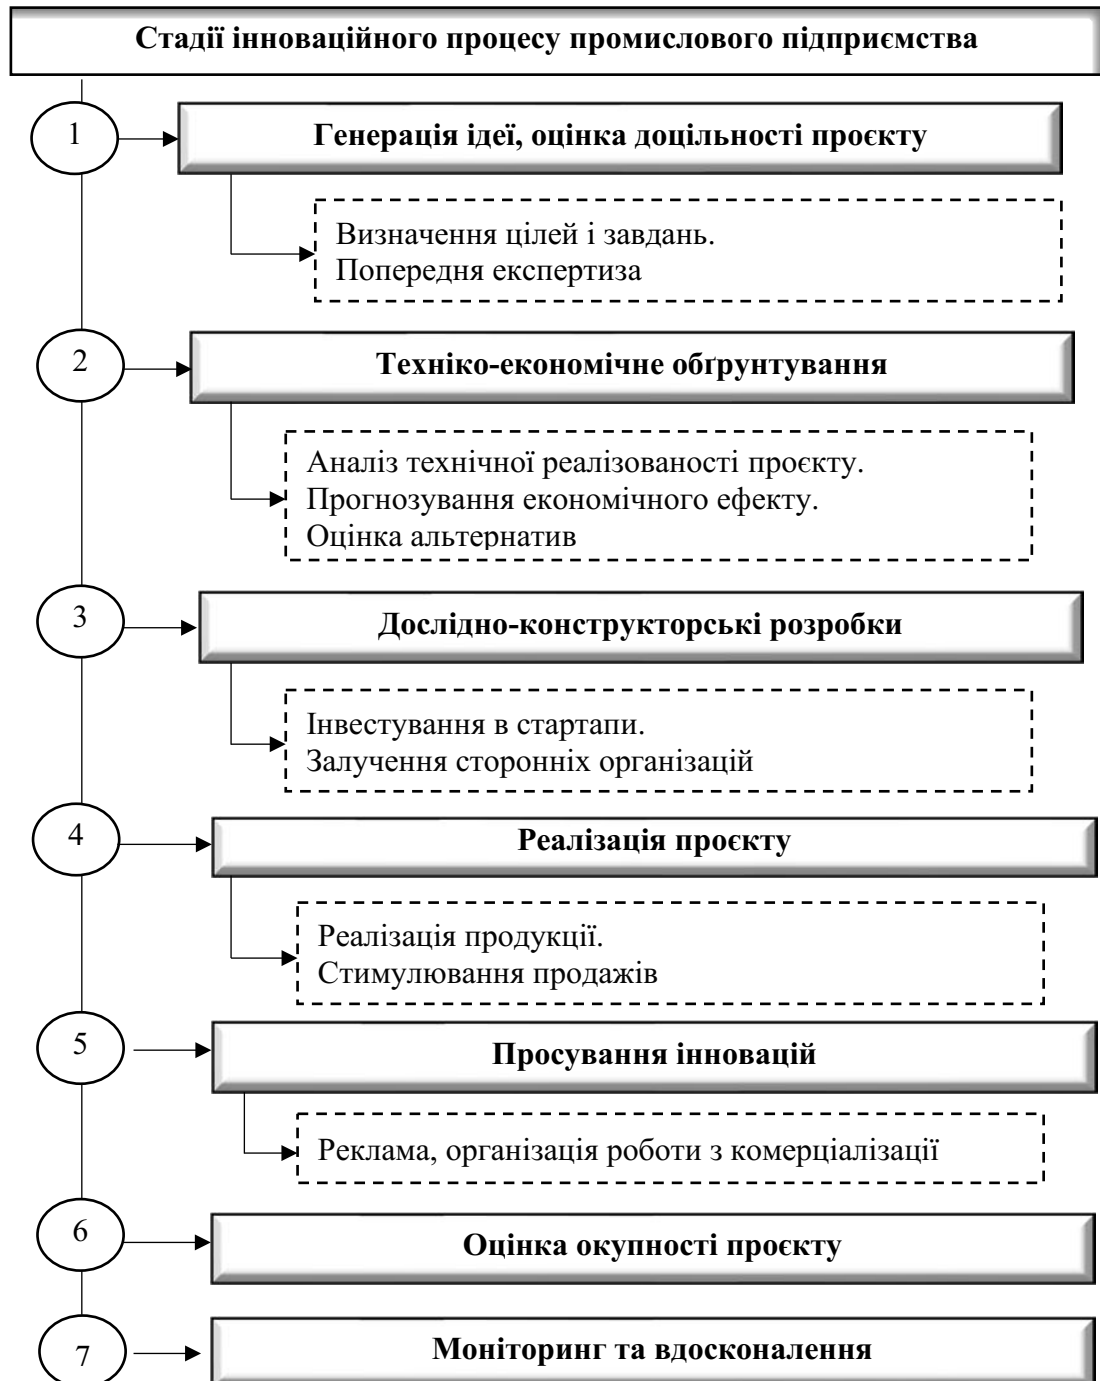 Стадії інноваційного процесу промислового підприємства
1
Генерація ідеї, оцінка доцільності проєкту
Визначення цілей і завдань.
Попередня експертиза
2
Техніко-економічне обґрунтування
Аналіз технічної реалізованості проєкту.
Прогнозування економічного ефекту.
Оцінка альтернатив
3
Дослідно-конструкторські розробки
Інвестування в стартапи.
Залучення сторонніх організацій
4
Реалізація проєкту
Реалізація продукції.
Стимулювання продажів
5
Просування інновацій
Реклама, організація роботи з комерціалізації
6
Оцінка окупності проєкту
7
Моніторинг та вдосконалення